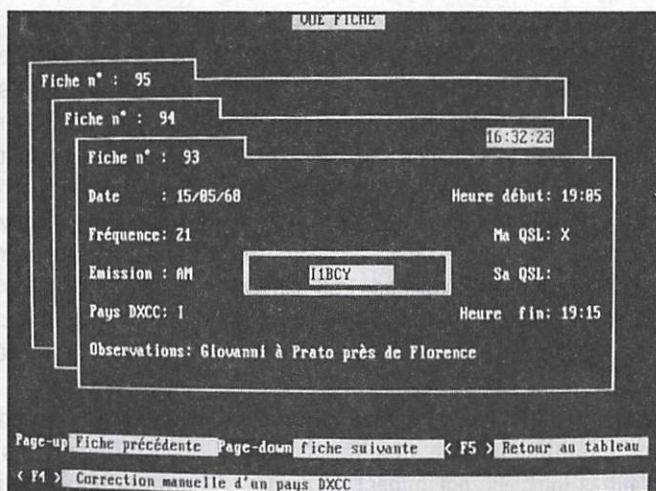 VUE FICHE
Fiche n° : 95
Fiche n° : 94
16:32:23
Fiche n° : 93
Date : 15/05/68 Heure début: 19:05
Fréquence: 21 Ma QSL: X
Emission : AM I1BCY Sa QSL:
Pays DXCC: I Heure fin: 19:15
Observations: Giovanni à Prato près de Florence
Page-up Fiche précédente Page-down fiche suivante < F5 > Retour au tableau
< F4 > Correction manuelle d'un pays DXCC